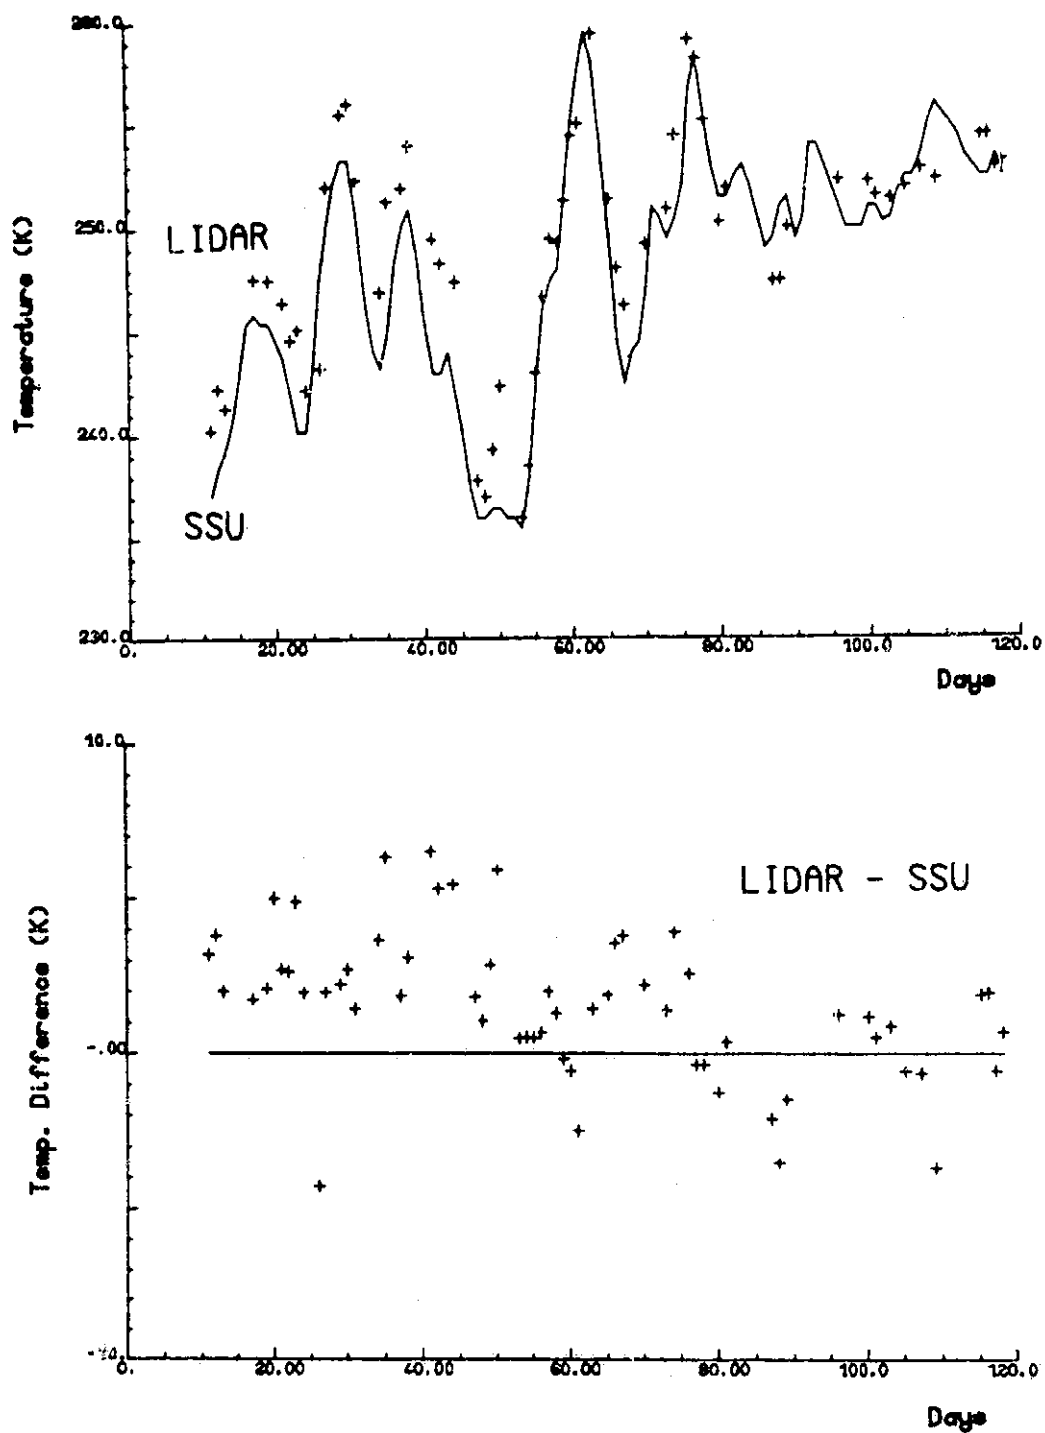 260.0
250.0
240.0
230.0
Temperature (K)
LIDAR
SSU
0. 20.00 40.00 60.00 80.00 100.0 120.0
Days
10.0
-.00
Temp. Difference (K)
LIDAR - SSU
0. 20.00 40.00 60.00 80.00 100.0 120.0
Days